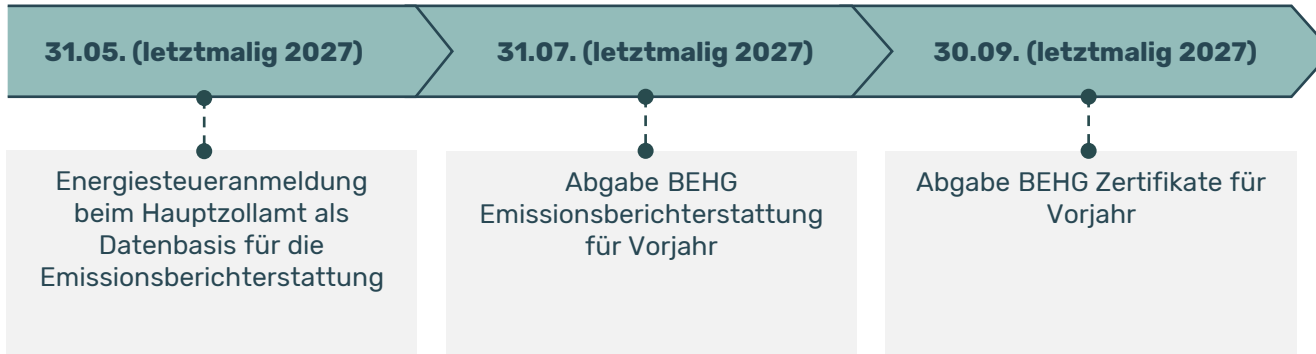 31.05. (letztmalig 2027)
31.07. (letztmalig 2027)
30.09. (letztmalig 2027)
Energiesteueranmeldung
beim Hauptzollamt als
Datenbasis für die
Emissionsberichterstattung
Abgabe BEHG
Emissionsberichterstattung
für Vorjahr
Abgabe BEHG Zertifikate für
Vorjahr